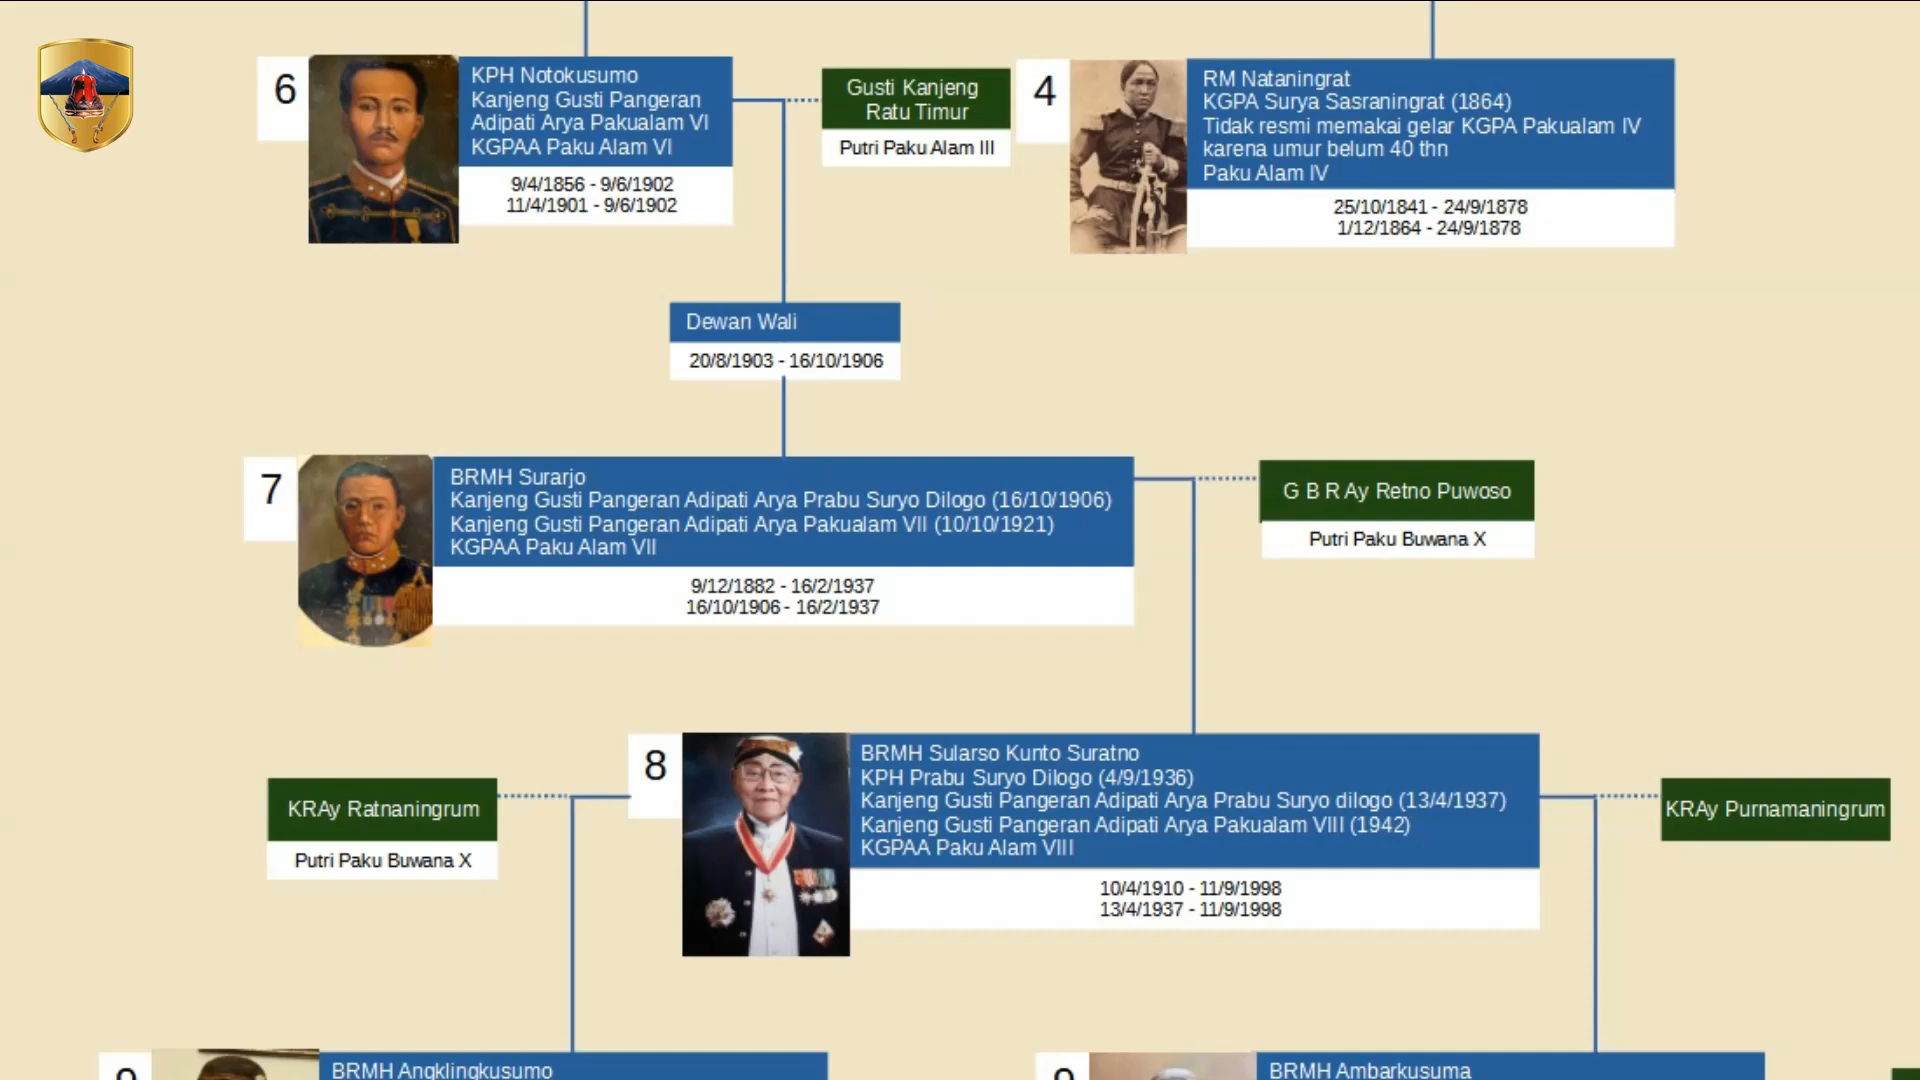 6
KPH Notokusumo
Kanjeng Gusti Pangeran
Adipati Arya Pakualam VI
KGPAA Paku Alam VI
9/4/1856 - 9/6/1902
11/4/1901 - 9/6/1902
Gusti Kanjeng
Ratu Timur
Putri Paku Alam III
4
RM Nataningrat
KGPA Surya Sasraningrat (1864)
Tidak resmi memakai gelar KGPA Pakualam IV
karena umur belum 40 thn
Paku Alam IV
25/10/1841 - 24/9/1878
1/12/1864 - 24/9/1878
Dewan Wali
20/8/1903 - 16/10/1906
7
BRMH Surarjo
Kanjeng Gusti Pangeran Adipati Arya Prabu Suryo Dilogo (16/10/1906)
Kanjeng Gusti Pangeran Adipati Arya Pakualam VII (10/10/1921)
KGPAA Paku Alam VII
9/12/1882 - 16/2/1937
16/10/1906 - 16/2/1937
G B R Ay Retno Puwoso
Putri Paku Buwana X
KRAy Ratnaningrum
Putri Paku Buwana X
8
BRMH Sularso Kunto Suratno
KPH Prabu Suryo Dilogo (4/9/1936)
Kanjeng Gusti Pangeran Adipati Arya Prabu Suryo dilogo (13/4/1937)
Kanjeng Gusti Pangeran Adipati Arya Pakualam VIII (1942)
KGPAA Paku Alam VIII
10/4/1910 - 11/9/1998
13/4/1937 - 11/9/1998
KRAy Purnamaningrum
9
BRMH Angklingkusumo
9
BRMH Ambarkusuma